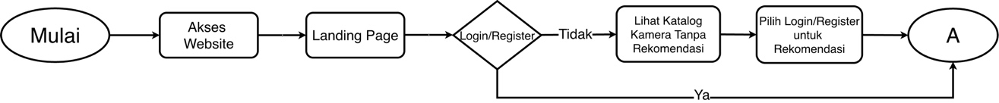 Mulai
Akses
Website
Landing Page
Login/Register
Tidak
Lihat Katalog
Kamera Tanpa
Rekomendasi
Pilih Login/Register
untuk
Rekomendasi
A
Ya